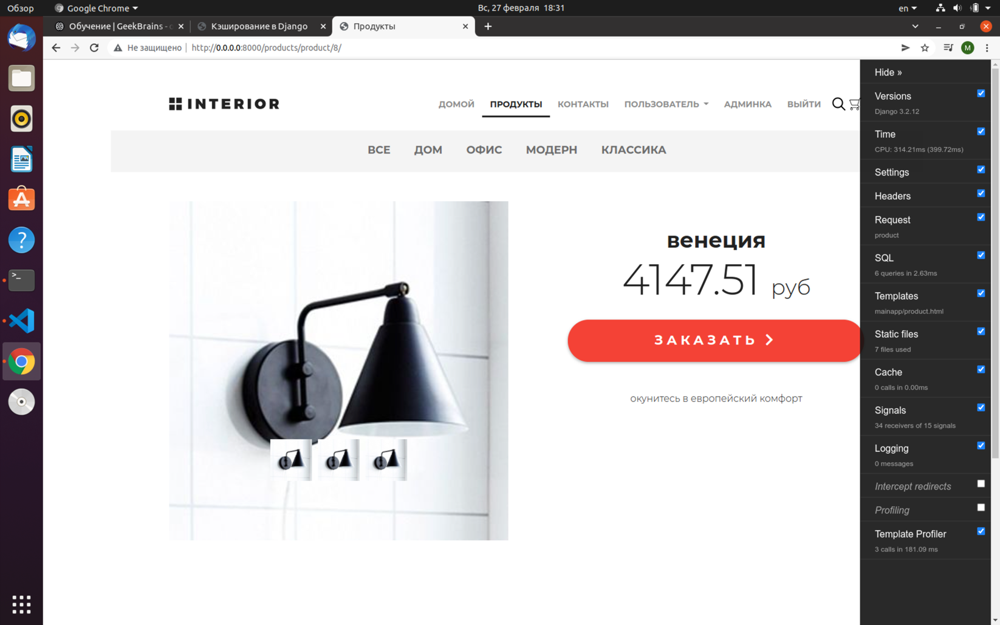 Обзор
Google Chrome
Вс, 27 февраля 18:31
en
Обучение | GeekBrains -
Кэширование в Django
Продукты
Не защищено
http://0.0.0.0:8000/products/product/8/
M
INTERIOR
ДОМОЙ
ПРОДУКТЫ
КОНТАКТЫ
ПОЛЬЗОВАТЕЛЬ
АДМИНКА
ВЫЙТИ
ВСЕ
ДОМ
ОФИС
МОДЕРН
КЛАССИКА
венеция
4147.51 руб
ЗАКАЗАТЬ
окунитесь в европейский комфорт
Hide »
Versions
Django 3.2.12
Time
CPU: 314.21ms (399.72ms)
Settings
Headers
Request
product
SQL
6 queries in 2.63ms
Templates
mainapp/product.html
Static files
7 files used
Cache
0 calls in 0.00ms
Signals
34 receivers of 15 signals
Logging
0 messages
Intercept redirects
Profiling
Template Profiler
3 calls in 181.09 ms